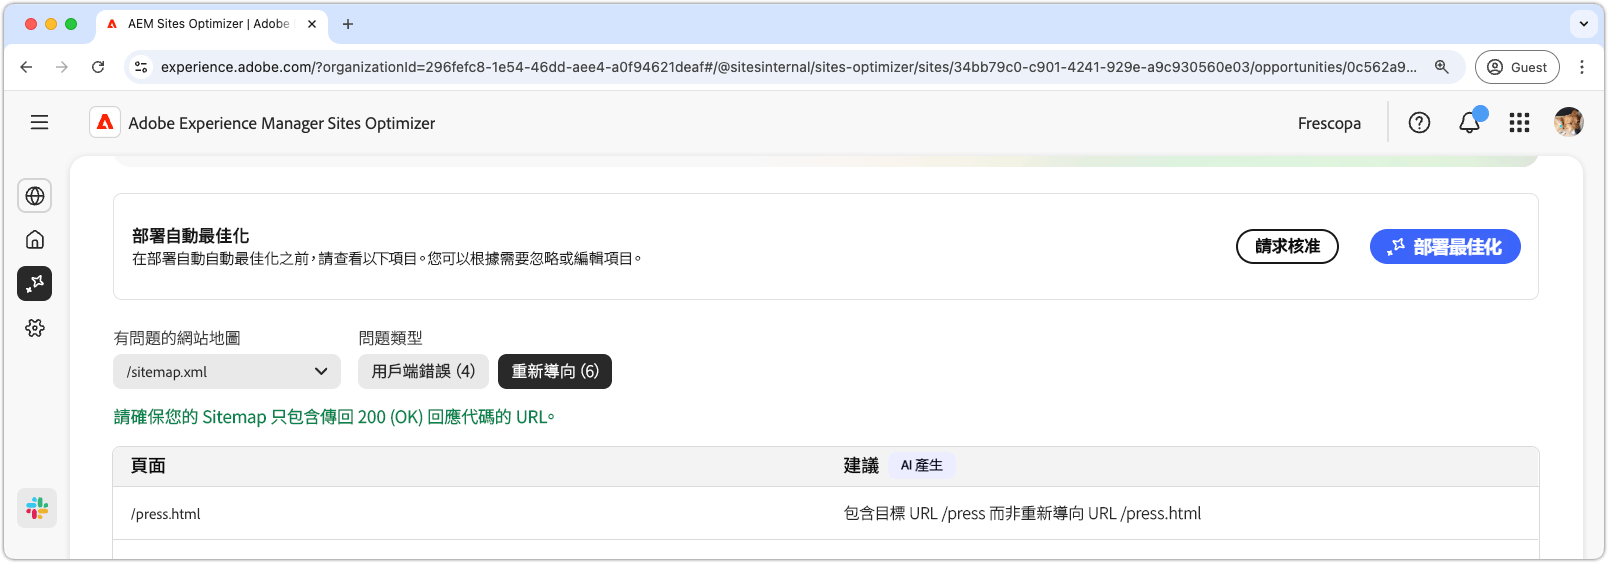 AEM Sites Optimizer | Adobe
experience.adobe.com/?organizationId=296fefc8-1e54-46dd-aee4-a0f94621deaf#/@sitesinternal/sites-optimizer/sites/34bb79c0-c901-4241-929e-a9c930560e03/opportunities/0c562a9...
Guest
Adobe Experience Manager Sites Optimizer
Frescopa
部署自動最佳化
在部署自動自動最佳化之前，請查看以下項目。您可以根據需要忽略或編輯項目。
請求核准
部署最佳化
有問題的網站地圖
問題類型
/sitemap.xml
用戶端錯誤 (4)
重新導向 (6)
請確保您的 Sitemap 只包含傳回 200 (OK) 回應代碼的 URL。
頁面
建議
AI 產生
/press.html
包含目標 URL /press 而非重新導向 URL /press.html